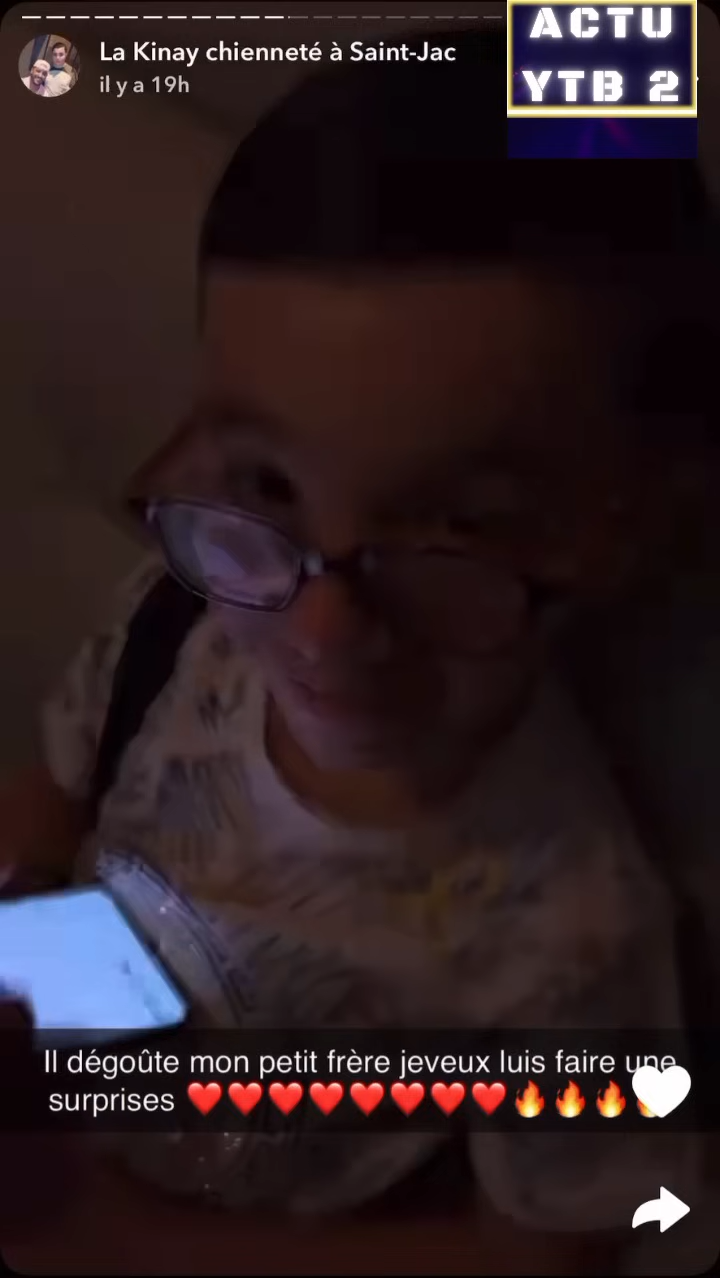 La Kinay chienneté à Saint-Jac
il y a 19h
ACTU
YTB 2
Il dégoûte mon petit frère jeveux luis faire une
surprises ❤️❤️❤️❤️❤️❤️❤️❤️🔥🔥🔥🔥